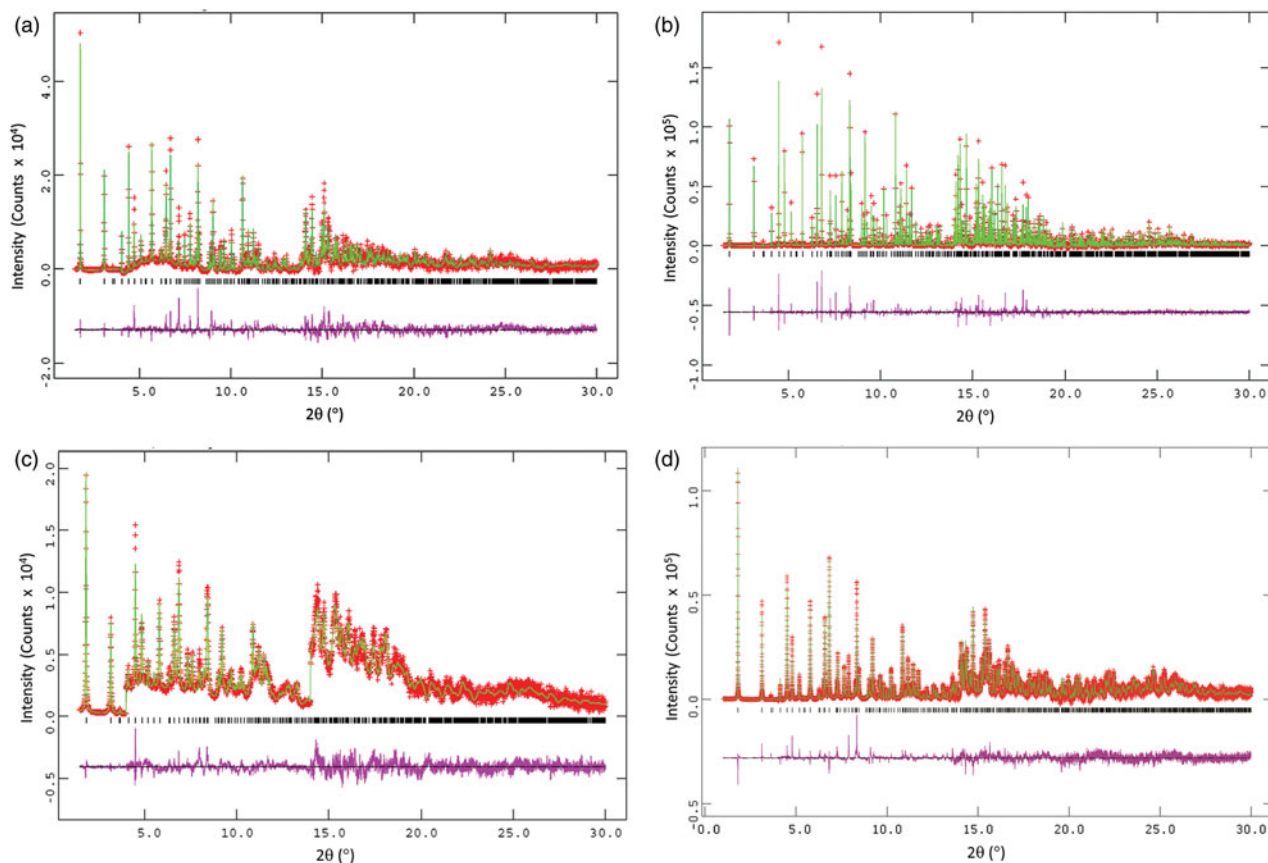 (a)
Intensity (Counts x 10⁴)
4.0
2.0
0.0
-2.0
5.0 10.0 15.0 20.0 25.0 30.0
2θ (°)
(b)
Intensity (Counts x 10⁵)
1.5
1.0
0.5
0.0
-0.5
-1.0
5.0 10.0 15.0 20.0 25.0 30.0
2θ (°)
(c)
Intensity (Counts x 10⁴)
2.0
1.5
1.0
0.5
0.0
-0.5
5.0 10.0 15.0 20.0 25.0 30.0
2θ (°)
(d)
Intensity (Counts x 10⁵)
1.0
0.5
0.0
0.5
0.0 5.0 10.0 15.0 20.0 25.0 30.0
2θ (°)